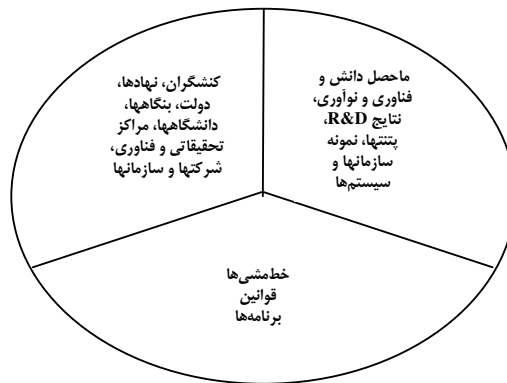 ماحصل دانش و
فناوری و نوآوری،
نتایج R&D،
پتنتها، نمونه
سازمانها و
سیستم‌ها
کنشگران، نهادها،
دولت، بنگاهها،
دانشگاهها، مراکز
تحقیقاتی و فناوری،
شرکتها و سازمانها
خط‌مشی‌ها
قوانین
برنامه‌ها